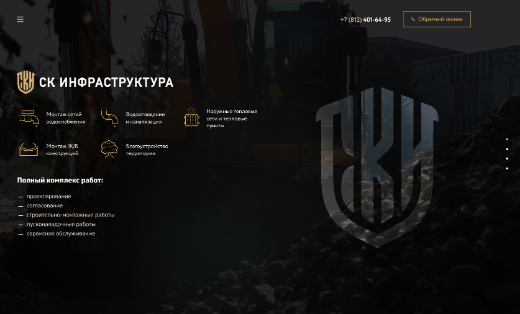 +7 (812) 401-64-95
Обратный звонок
СК ИНФРАСТРУКТУРА
Монтаж сетей
водоснабжения
Водоотведение
и канализация
Наружные тепловые
сети и тепловые
пункты
Монтаж Ж/Б
конструкций
Благоустройство
территории
Полный комплекс работ:
— проектирование
— согласование
— строительно-монтажные работы
— пусконаладочные работы
— сервисное обслуживание
СКИ